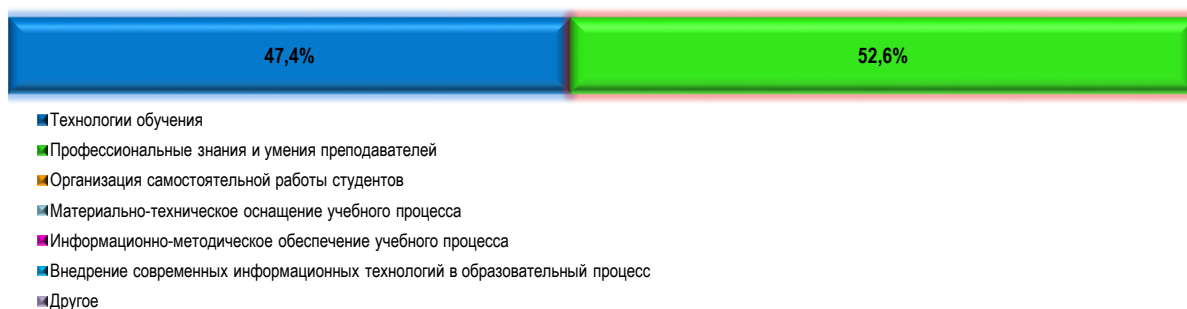 47,4% 52,6%
Технологии обучения
Профессиональные знания и умения преподавателей
Организация самостоятельной работы студентов
Материально-техническое оснащение учебного процесса
Информационно-методическое обеспечение учебного процесса
Внедрение современных информационных технологий в образовательный процесс
Другое